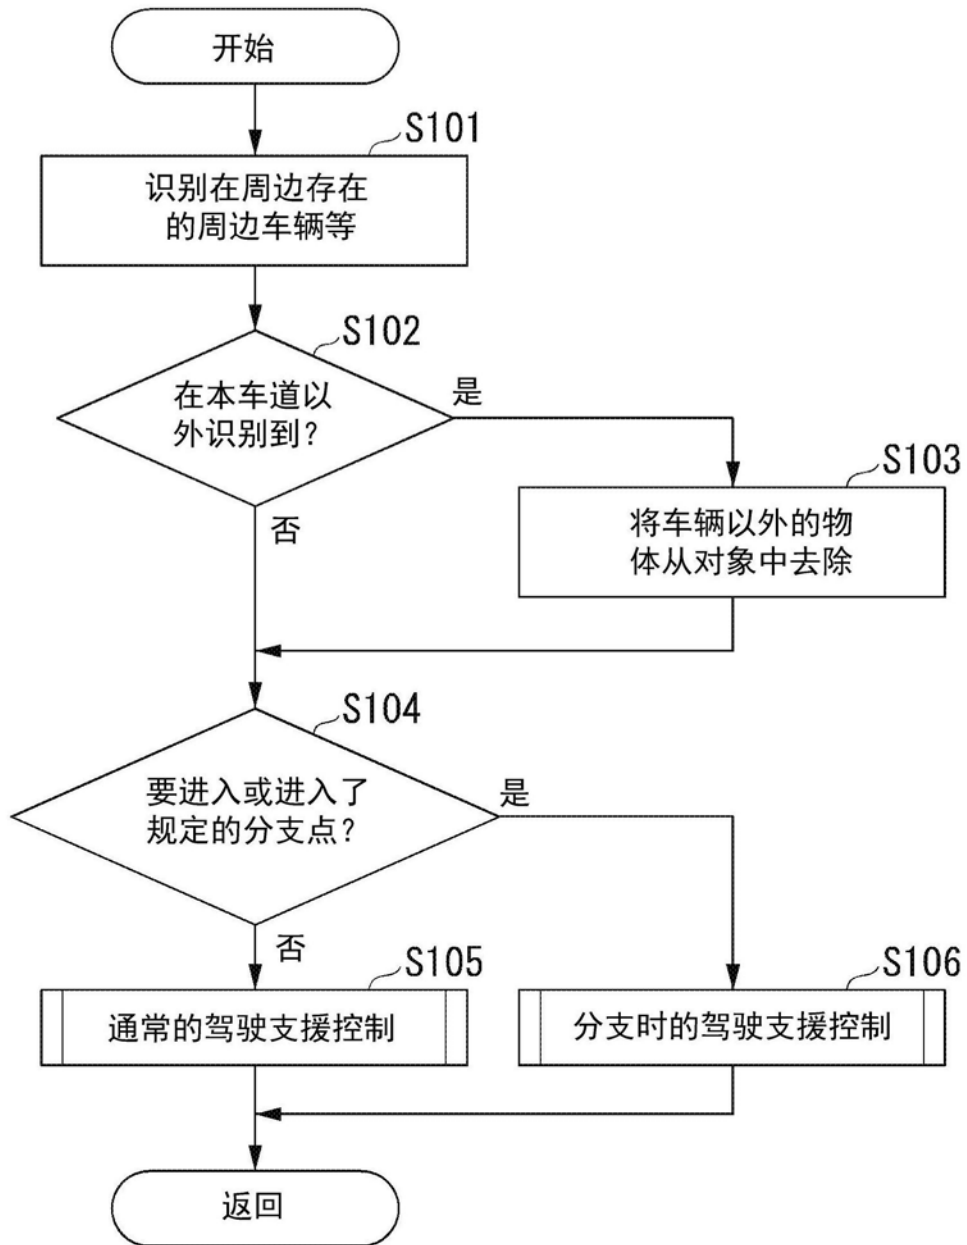 开始
S101
识别在周边存在
的周边车辆等
S102
在本车道以
外识别到?
是
否
S103
将车辆以外的物
体从对象中去除
S104
要进入或进入了
规定的分支点?
是
否
S105
通常的驾驶支援控制
S106
分支时的驾驶支援控制
返回